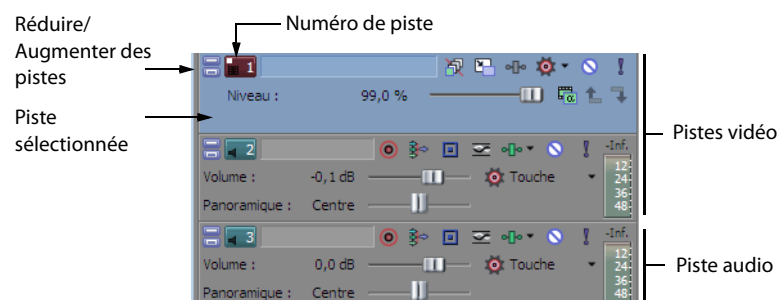 Réduire/
Augmenter des
pistes
Numéro de piste
Piste
sélectionnée
1
Niveau : 99,0 %
2 -Inf.
Volume : -0,1 dB Touche
Panoramique : Centre
12
24
36
48
3 -Inf.
Volume : 0,0 dB Touche
Panoramique : Centre
12
24
36
48
Pistes vidéo
Piste audio